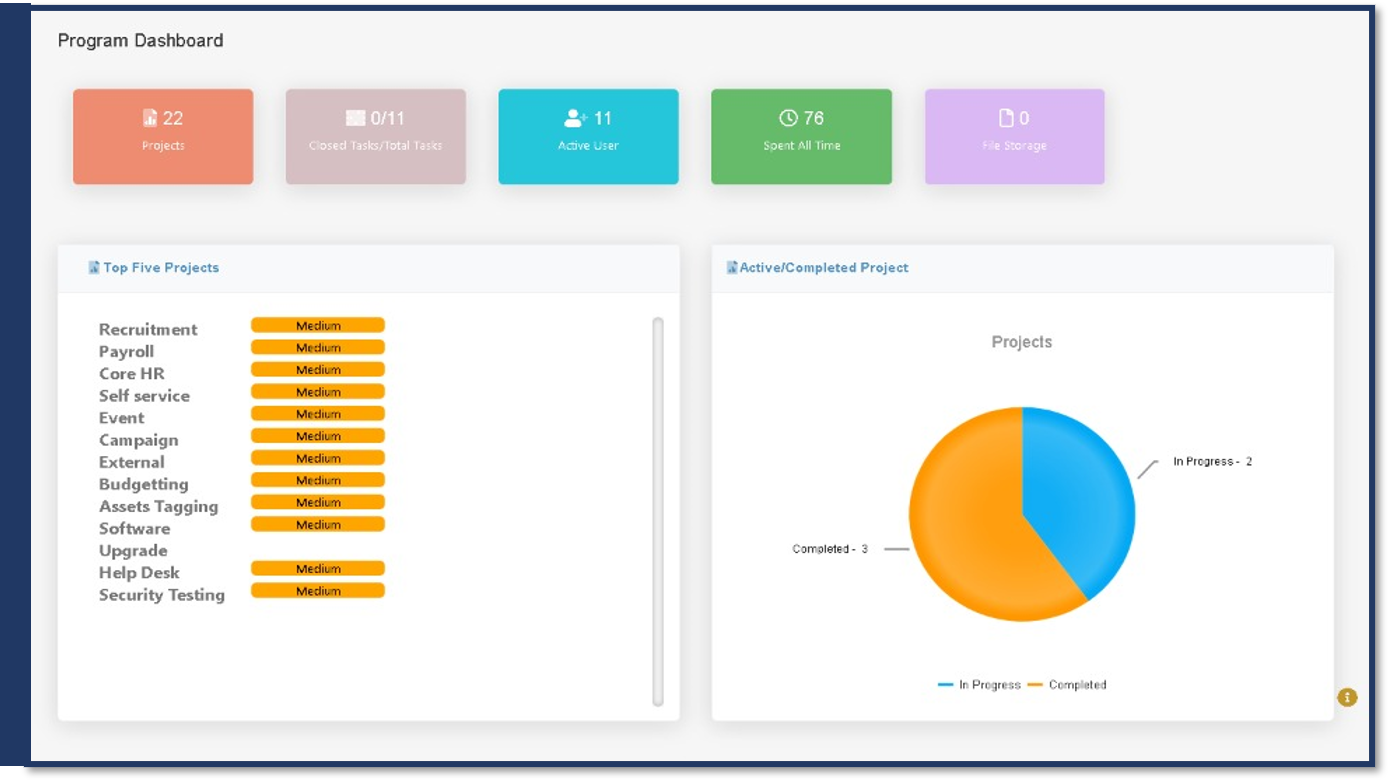 Program Dashboard
22
Projects
0/11
Closed Tasks/Total Tasks
11
Active User
76
Spent All Time
0
File Storage
Top Five Projects
Recruitment Medium
Payroll Medium
Core HR Medium
Self service Medium
Event Medium
Campaign Medium
External Medium
Budgetting Medium
Assets Tagging Medium
Software Medium
Upgrade
Help Desk Medium
Security Testing Medium
Active/Completed Project
Projects
In Progress - 2
Completed - 3
In Progress Completed